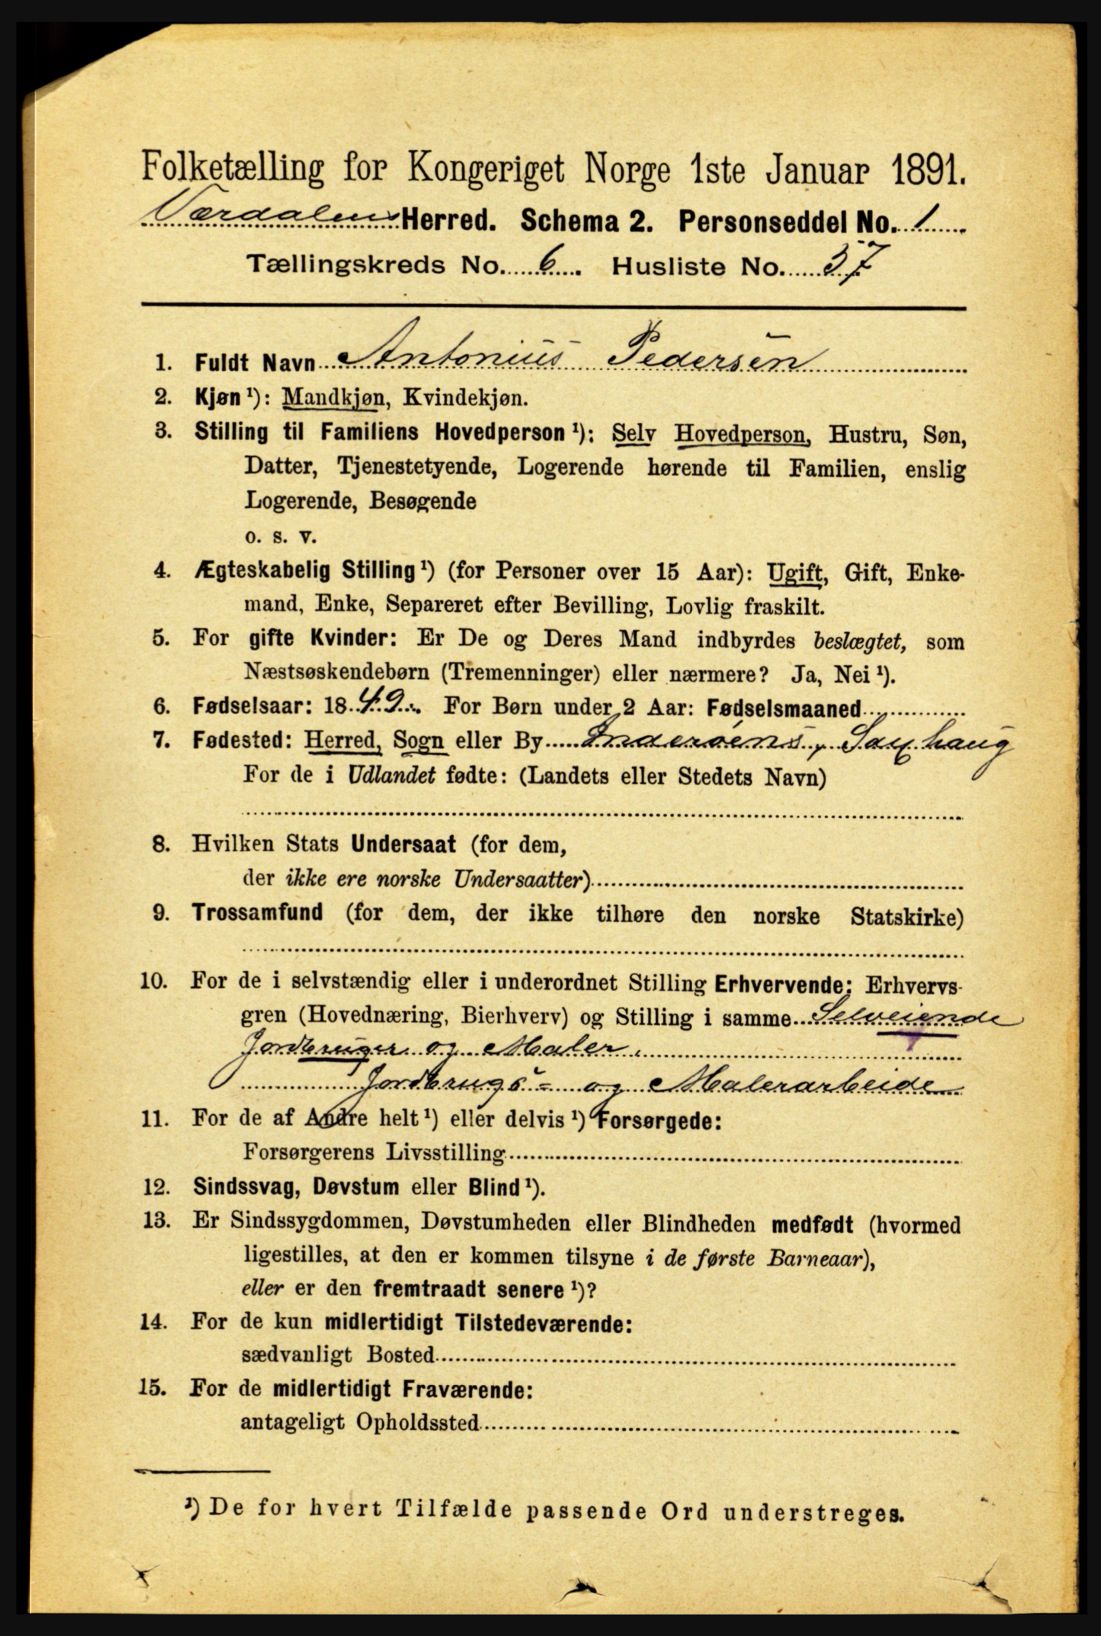 Folketælling for Kongeriget Norge 1ste Januar 1891.
Værdalens Herred. Schema 2. Personseddel No. 1
Tællingskreds No. 6. Husliste No. 37
1. Fuldt Navn Antonius Pedersen
2. Kjøn ¹): Mandkjøn, Kvindekjøn.
3. Stilling til Familiens Hovedperson ¹): Selv Hovedperson, Hustru, Søn,
Datter, Tjenestetyende, Logerende hørende til Familien, enslig
Logerende, Besøgende
o. s. v.
4. Ægteskabelig Stilling ¹) (for Personer over 15 Aar): Ugift, Gift, Enke-
mand, Enke, Separeret efter Bevilling, Lovlig fraskilt.
5. For gifte Kvinder: Er De og Deres Mand indbyrdes beslægtet, som
Næstsøskendebørn (Tremenninger) eller nærmere? Ja, Nei ¹).
6. Fødselsaar: 1849. For Børn under 2 Aar: Fødselsmaaned
7. Fødested: Herred, Sogn eller By Inderøens, Saxhaug
For de i Udlandet fødte: (Landets eller Stedets Navn)
8. Hvilken Stats Undersaat (for dem,
der ikke ere norske Undersaatter)
9. Trossamfund (for dem, der ikke tilhøre den norske Statskirke)
10. For de i selvstændig eller i underordnet Stilling Erhvervende: Erhvervs-
gren (Hovednæring, Bierhverv) og Stilling i samme Selveiende
Jordbruger og Maler.
Jordbrugs- og Malerarbeide
11. For de af Andre helt ¹) eller delvis ¹) Forsørgede:
Forsørgerens Livsstilling
12. Sindssvag, Døvstum eller Blind ¹).
13. Er Sindssygdommen, Døvstumheden eller Blindheden medfødt (hvormed
ligestilles, at den er kommen tilsyne i de første Barneaar),
eller er den fremtraadt senere ¹)?
14. For de kun midlertidigt Tilstedeværende:
sædvanligt Bosted
15. For de midlertidigt Fraværende:
antageligt Opholdssted
¹) De for hvert Tilfælde passende Ord understreges.